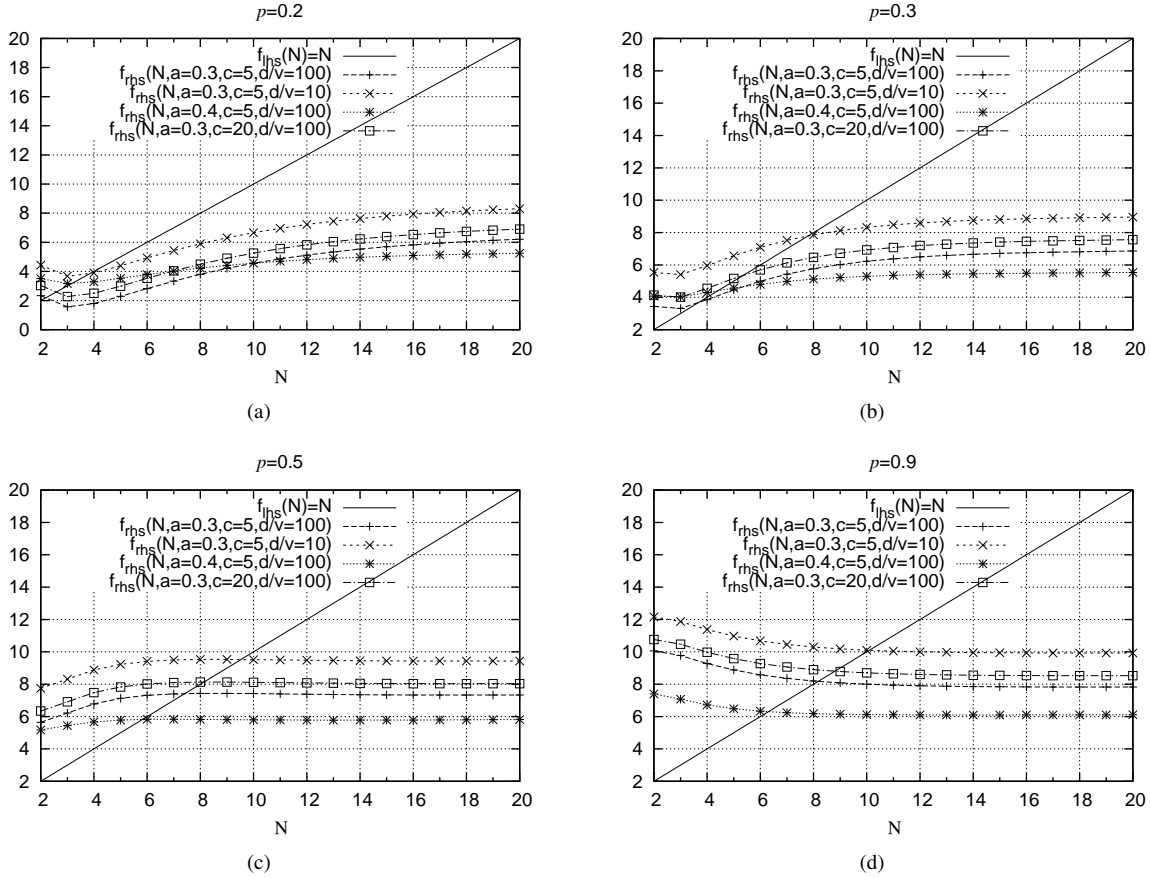 p=0.2
20
18
16
14
12
10
8
6
4
2
0
f_lhs(N)=N
f_rhs(N,a=0.3,c=5,d/v=100)
f_rhs(N,a=0.3,c=5,d/v=10)
f_rhs(N,a=0.4,c=5,d/v=100)
f_rhs(N,a=0.3,c=20,d/v=100)
2 4 6 8 10 12 14 16 18 20
N
(a)
p=0.3
20
18
16
14
12
10
8
6
4
2
f_lhs(N)=N
f_rhs(N,a=0.3,c=5,d/v=100)
f_rhs(N,a=0.3,c=5,d/v=10)
f_rhs(N,a=0.4,c=5,d/v=100)
f_rhs(N,a=0.3,c=20,d/v=100)
2 4 6 8 10 12 14 16 18 20
N
(b)
p=0.5
20
18
16
14
12
10
8
6
4
2
f_lhs(N)=N
f_rhs(N,a=0.3,c=5,d/v=100)
f_rhs(N,a=0.3,c=5,d/v=10)
f_rhs(N,a=0.4,c=5,d/v=100)
f_rhs(N,a=0.3,c=20,d/v=100)
2 4 6 8 10 12 14 16 18 20
N
(c)
p=0.9
20
18
16
14
12
10
8
6
4
2
f_lhs(N)=N
f_rhs(N,a=0.3,c=5,d/v=100)
f_rhs(N,a=0.3,c=5,d/v=10)
f_rhs(N,a=0.4,c=5,d/v=100)
f_rhs(N,a=0.3,c=20,d/v=100)
2 4 6 8 10 12 14 16 18 20
N
(d)